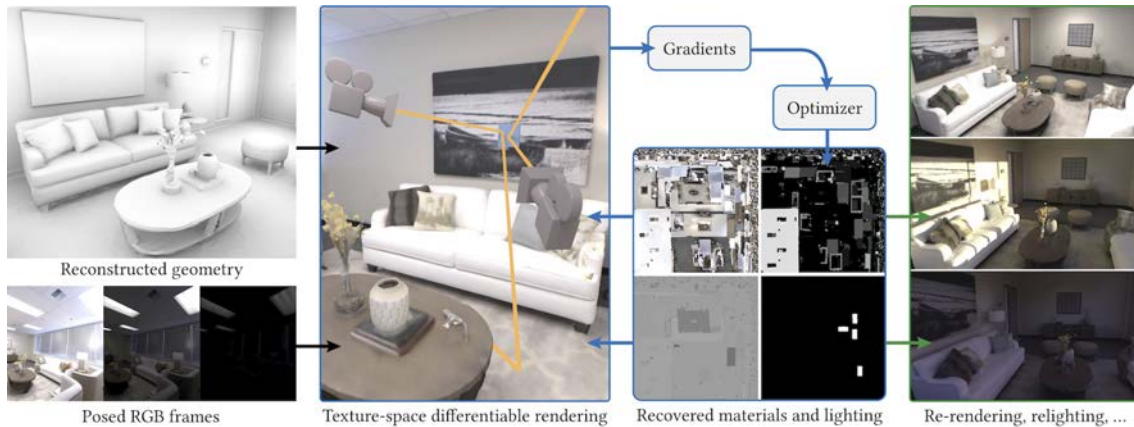 Gradients
Optimizer
Reconstructed geometry
Posed RGB frames
Texture-space differentiable rendering
Recovered materials and lighting
Re-rendering, relighting, ...